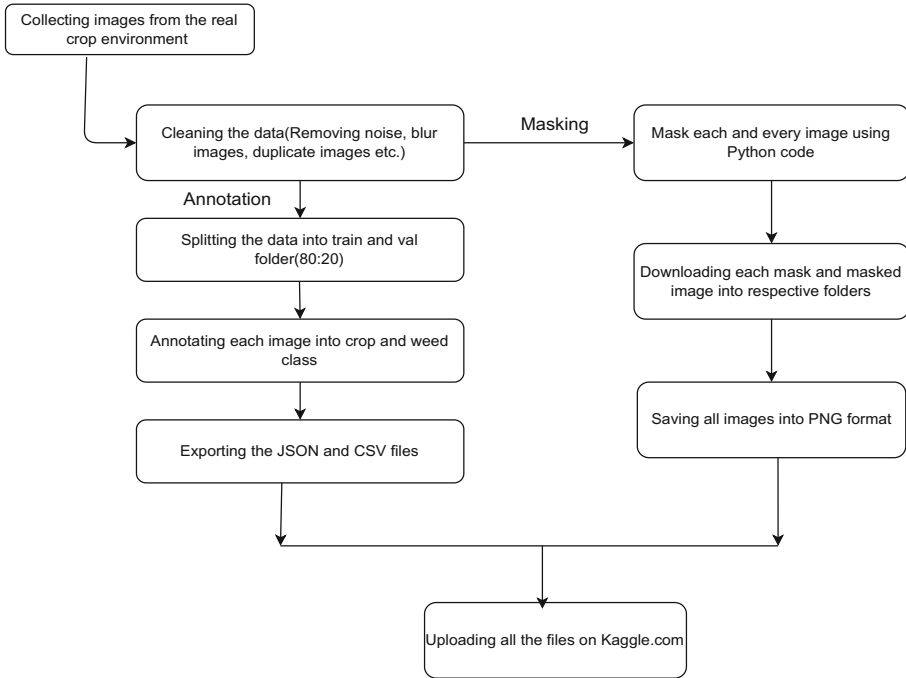 Collecting images from the real
crop environment
Cleaning the data(Removing noise, blur
images, duplicate images etc.)
Masking
Mask each and every image using
Python code
Annotation
Splitting the data into train and val
folder(80:20)
Downloading each mask and masked
image into respective folders
Annotating each image into crop and weed
class
Saving all images into PNG format
Exporting the JSON and CSV files
Uploading all the files on Kaggle.com